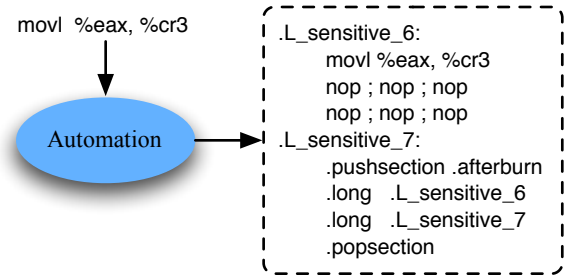 movl %eax, %cr3
Automation
.L_sensitive_6:
movl %eax, %cr3
nop ; nop ; nop
nop ; nop ; nop
.L_sensitive_7:
.pushsection .afterburn
.long .L_sensitive_6
.long .L_sensitive_7
.popsection